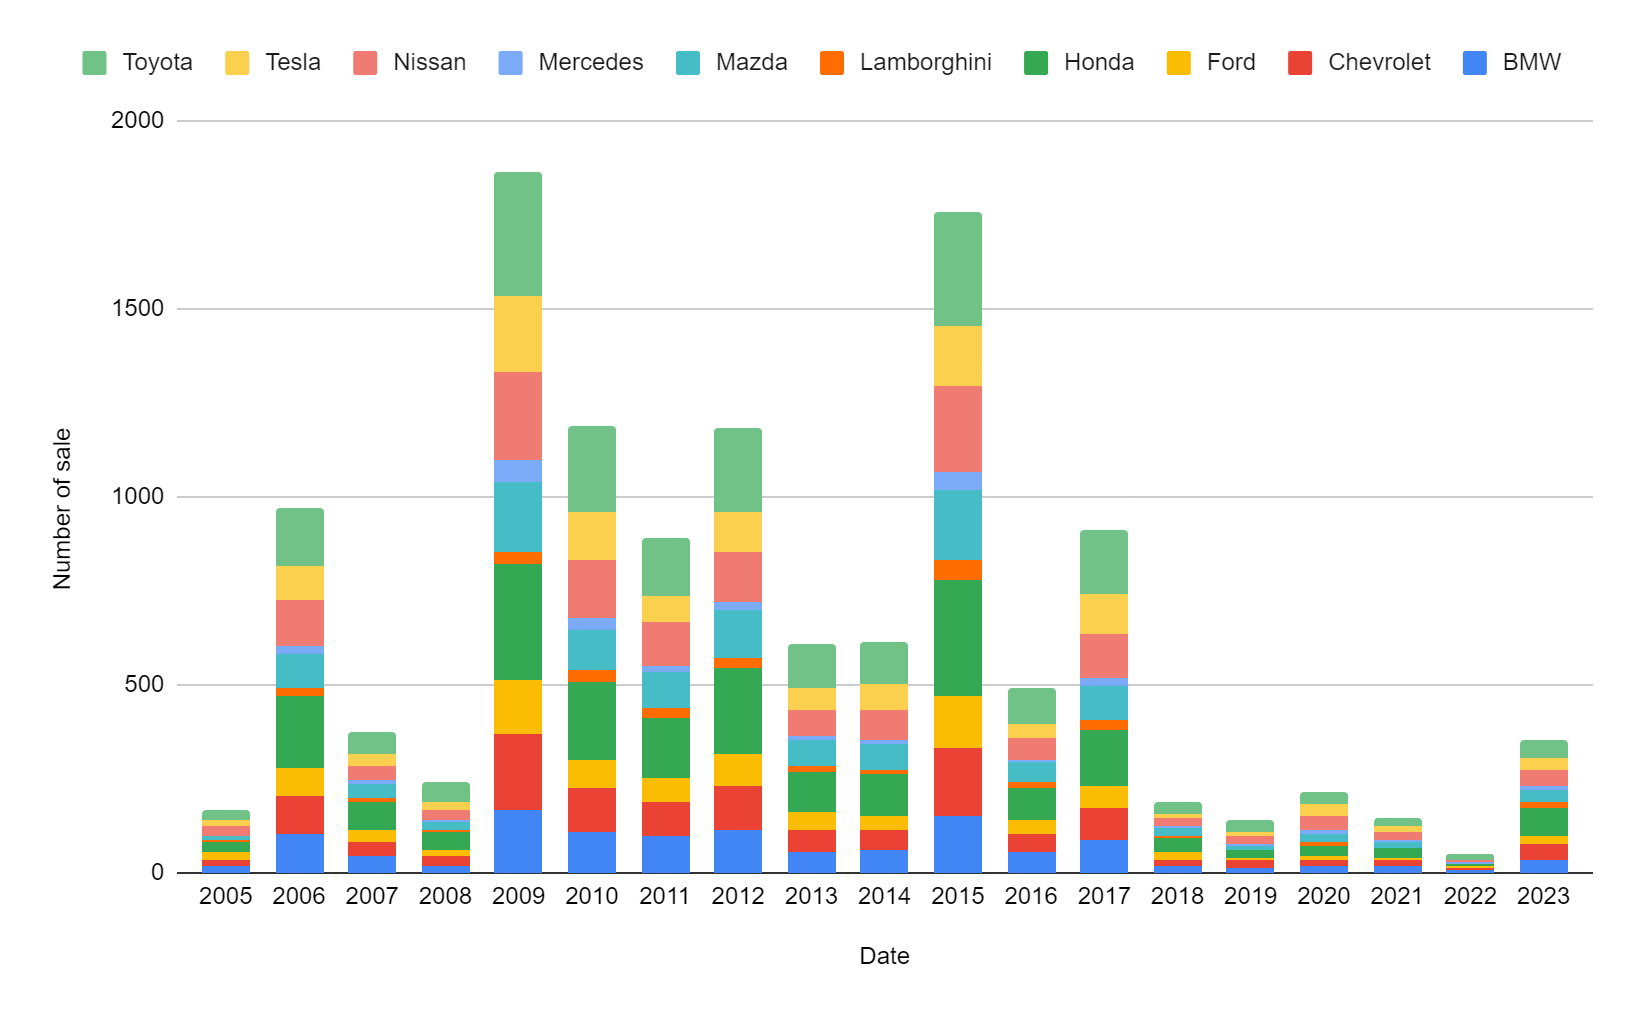 Toyota Tesla Nissan Mercedes Mazda Lamborghini Honda Ford Chevrolet BMW
2000
1500
1000
500
0
Number of sale
2005 2006 2007 2008 2009 2010 2011 2012 2013 2014 2015 2016 2017 2018 2019 2020 2021 2022 2023
Date